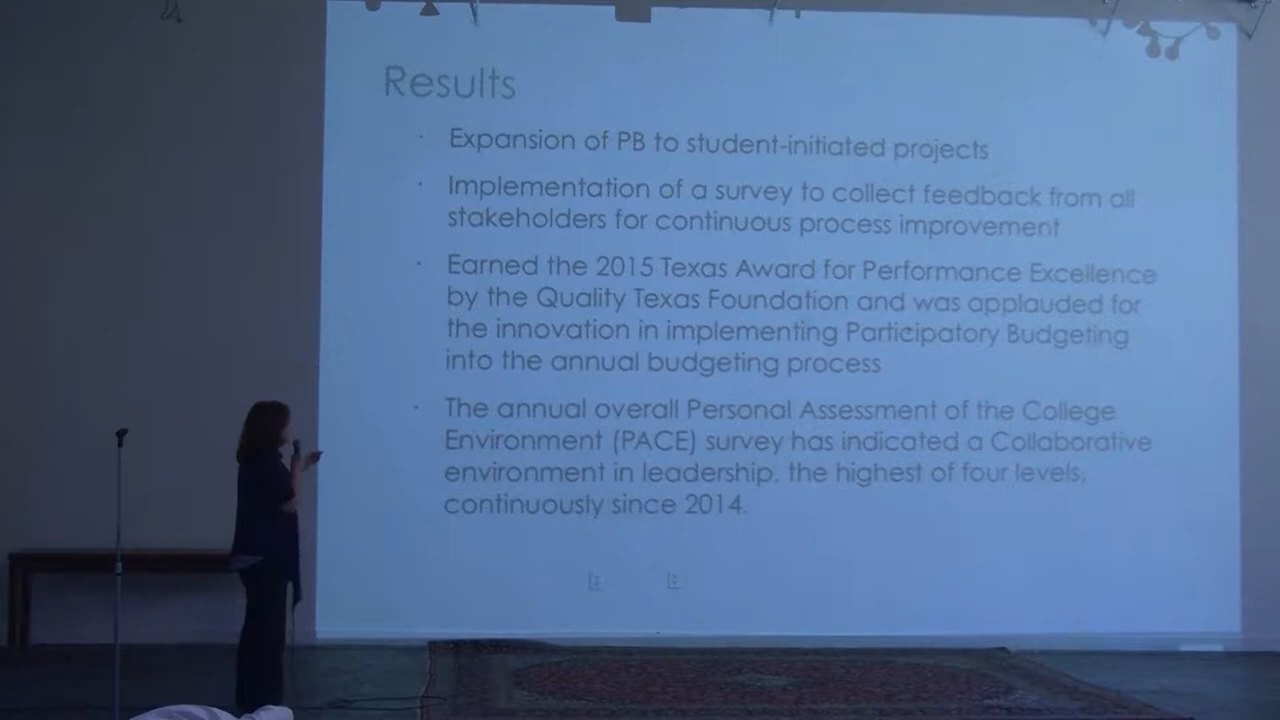 Results
Expansion of PB to student-initiated projects
Implementation of a survey to collect feedback from all
stakeholders for continuous process improvement
Earned the 2015 Texas Award for Performance Excellence
by the Quality Texas Foundation and was applauded for
the innovation in implementing Participatory Budgeting
into the annual budgeting process
The annual overall Personal Assessment of the College
Environment (PACE) survey has indicated a Collaborative
environment in leadership, the highest of four levels,
continuously since 2014.